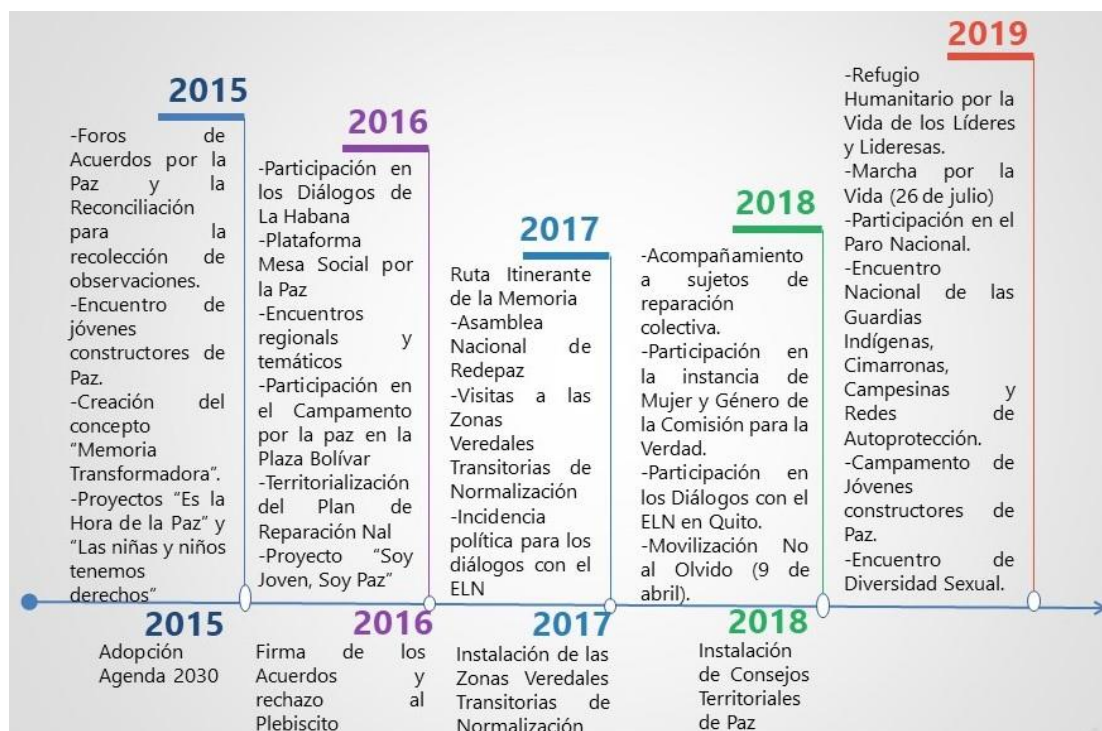 2015
-Foros de
Acuerdos por la
Paz y la
Reconciliación
para la
recolección de
observaciones.
-Encuentro de
jóvenes
constructores de
Paz.
-Creación del
concepto
“Memoria
Transformadora”.
-Proyectos “Es la
Hora de la Paz” y
“Las niñas y niños
tenemos
derechos”
2016
-Participación en
los Diálogos de
La Habana
-Plataforma
Mesa Social por
la Paz
-Encuentros
regionals y
temáticos
-Participación en
el Campamento
por la paz en la
Plaza Bolívar
-Territorialización
del Plan de
Reparación Nal
-Proyecto “Soy
Joven, Soy Paz”
2017
Ruta Itinerante
de la Memoria
-Asamblea
Nacional de
Redepaz
-Visitas a las
Zonas
Veredales
Transitorias de
Normalización
-Incidencia
política para los
diálogos con el
ELN
2018
-Acompañamiento
a sujetos de
reparación
colectiva.
-Participación en
la instancia de
Mujer y Género de
la Comisión para la
Verdad.
-Participación en
los Diálogos con el
ELN en Quito.
-Movilización No
al Olvido (9 de
abril).
2019
-Refugio
Humanitario por la
Vida de los Líderes
y Lideresas.
-Marcha por la
Vida (26 de julio)
-Participación en el
Paro Nacional.
-Encuentro
Nacional de las
Guardias
Indígenas,
Cimarronas,
Campesinas y
Redes de
Autoprotección.
-Campamento de
Jóvenes
constructores de
Paz.
-Encuentro de
Diversidad Sexual.
2015
Adopción
Agenda 2030
2016
Firma de los
Acuerdos y
rechazo al
Plebiscito
2017
Instalación de las
Zonas Veredales
Transitorias de
Normalización
2018
Instalación
de Consejos
Territoriales
de Paz